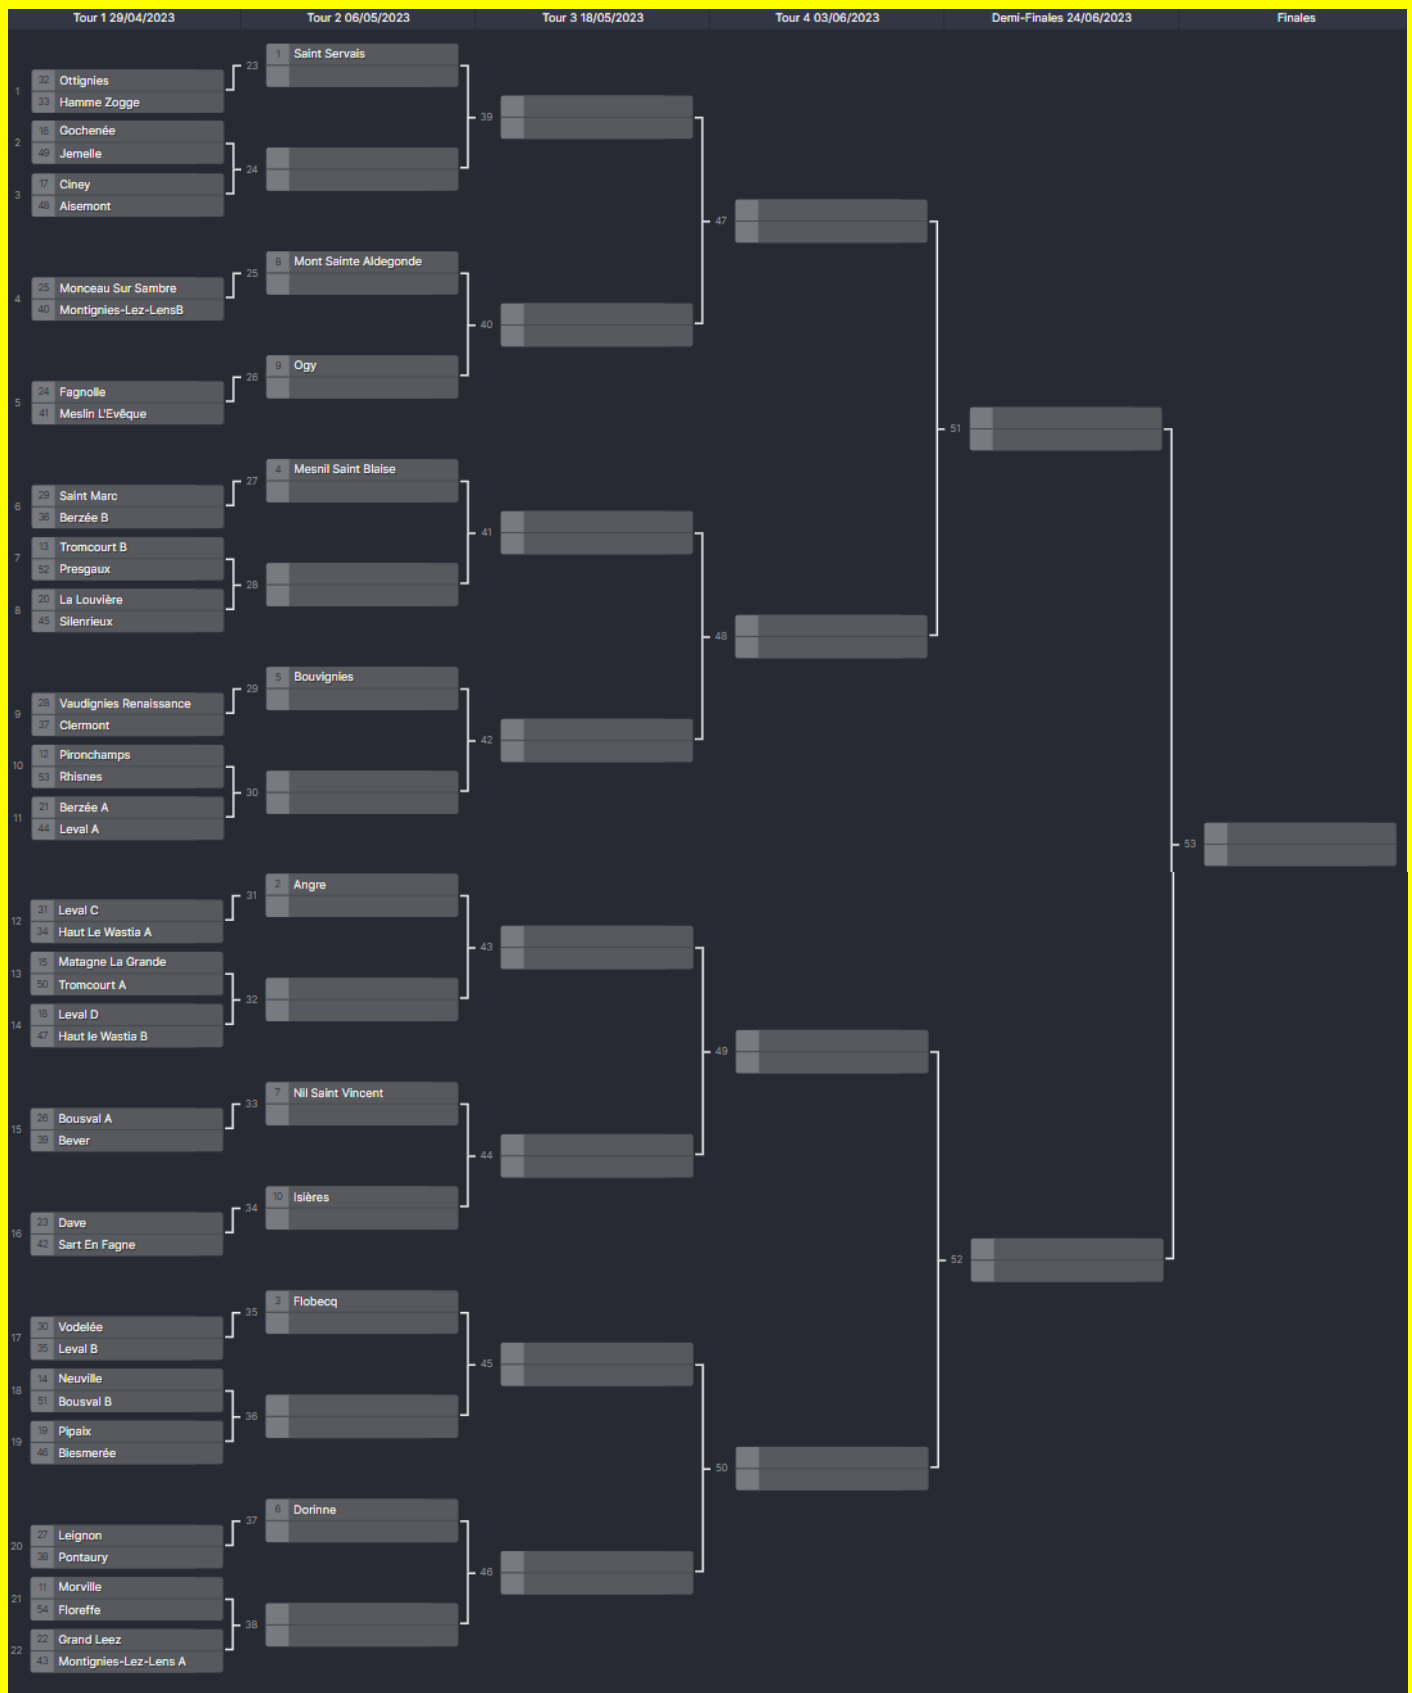 Tour 1 29/04/2023
Tour 2 06/05/2023
Tour 3 18/05/2023
Tour 4 03/06/2023
Demi-Finales 24/06/2023
Finales
1
32 Ottignies
33 Hamme Zogge
2
16 Gochenée
49 Jemelle
3
17 Ciney
48 Aisemont
4
25 Monceau Sur Sambre
40 Montignies-Lez-LensB
5
24 Fagnolle
41 Meslin L'Evêque
6
29 Saint Marc
36 Berzée B
7
13 Tromcourt B
52 Presgaux
8
20 La Louvière
45 Silenrieux
9
28 Vaudignies Renaissance
37 Clermont
10
12 Pironchamps
53 Rhisnes
11
21 Berzée A
44 Leval A
12
31 Leval C
34 Haut Le Wastia A
13
15 Matagne La Grande
50 Tromcourt A
14
18 Leval D
47 Haut le Wastia B
15
26 Bousval A
39 Bever
16
23 Dave
42 Sart En Fagne
17
30 Vodelée
35 Leval B
18
14 Neuville
51 Bousval B
19
19 Pipaix
46 Biesmerée
20
27 Leignon
38 Pontaury
21
11 Morville
54 Floreffe
22
22 Grand Leez
43 Montignies-Lez-Lens A
23
1 Saint Servais
24
25
8 Mont Sainte Aldegonde
26
9 Ogy
27
4 Mesnil Saint Blaise
28
29
5 Bouvignies
30
31
2 Angre
32
33
7 Nil Saint Vincent
34
10 Isières
35
3 Flobecq
36
37
6 Dorinne
38
39
40
41
42
43
44
45
46
47
48
49
50
51
52
53